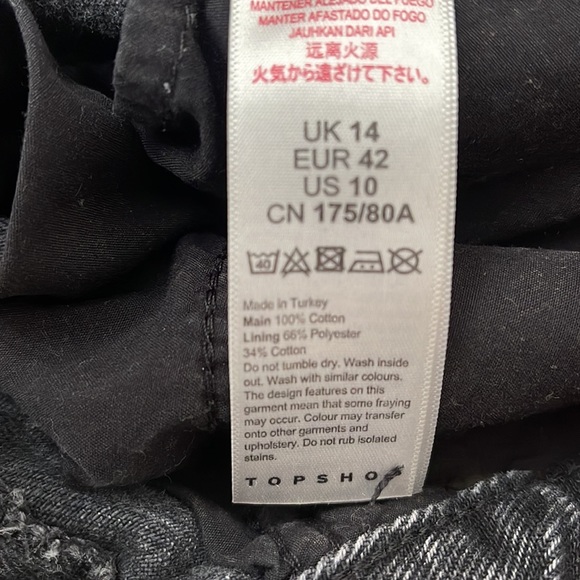 MANTENER ALEJADO DEL FUEGO
MANTER AFASTADO DO FOGO
JAUHKAN DARI API
远离火源
火気から遠ざけて下さい。
UK 14
EUR 42
US 10
CN 175/80A
40
Made in Turkey
Main 100% Cotton
Lining 66% Polyester
34% Cotton
Do not tumble dry. Wash inside
out. Wash with similar colours.
The design features on this
garment mean that some fraying
may occur. Colour may transfer
onto other garments and
upholstery. Do not rub isolated
stains.
TOPSHOP